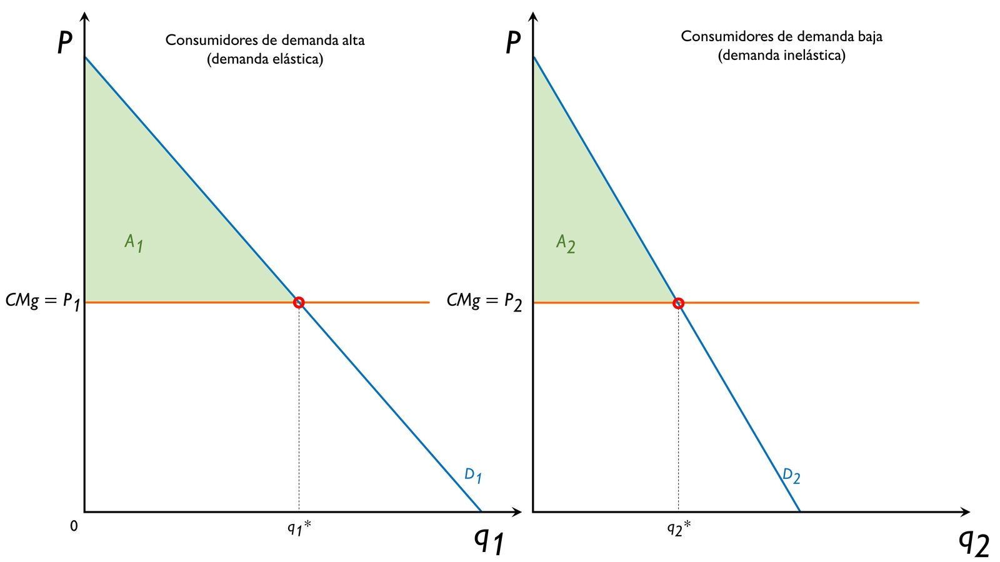 P
Consumidores de demanda alta
(demanda elástica)
A1
CMg = P1
D1
0
q1*
q1
P
Consumidores de demanda baja
(demanda inelástica)
A2
CMg = P2
D2
q2*
q2